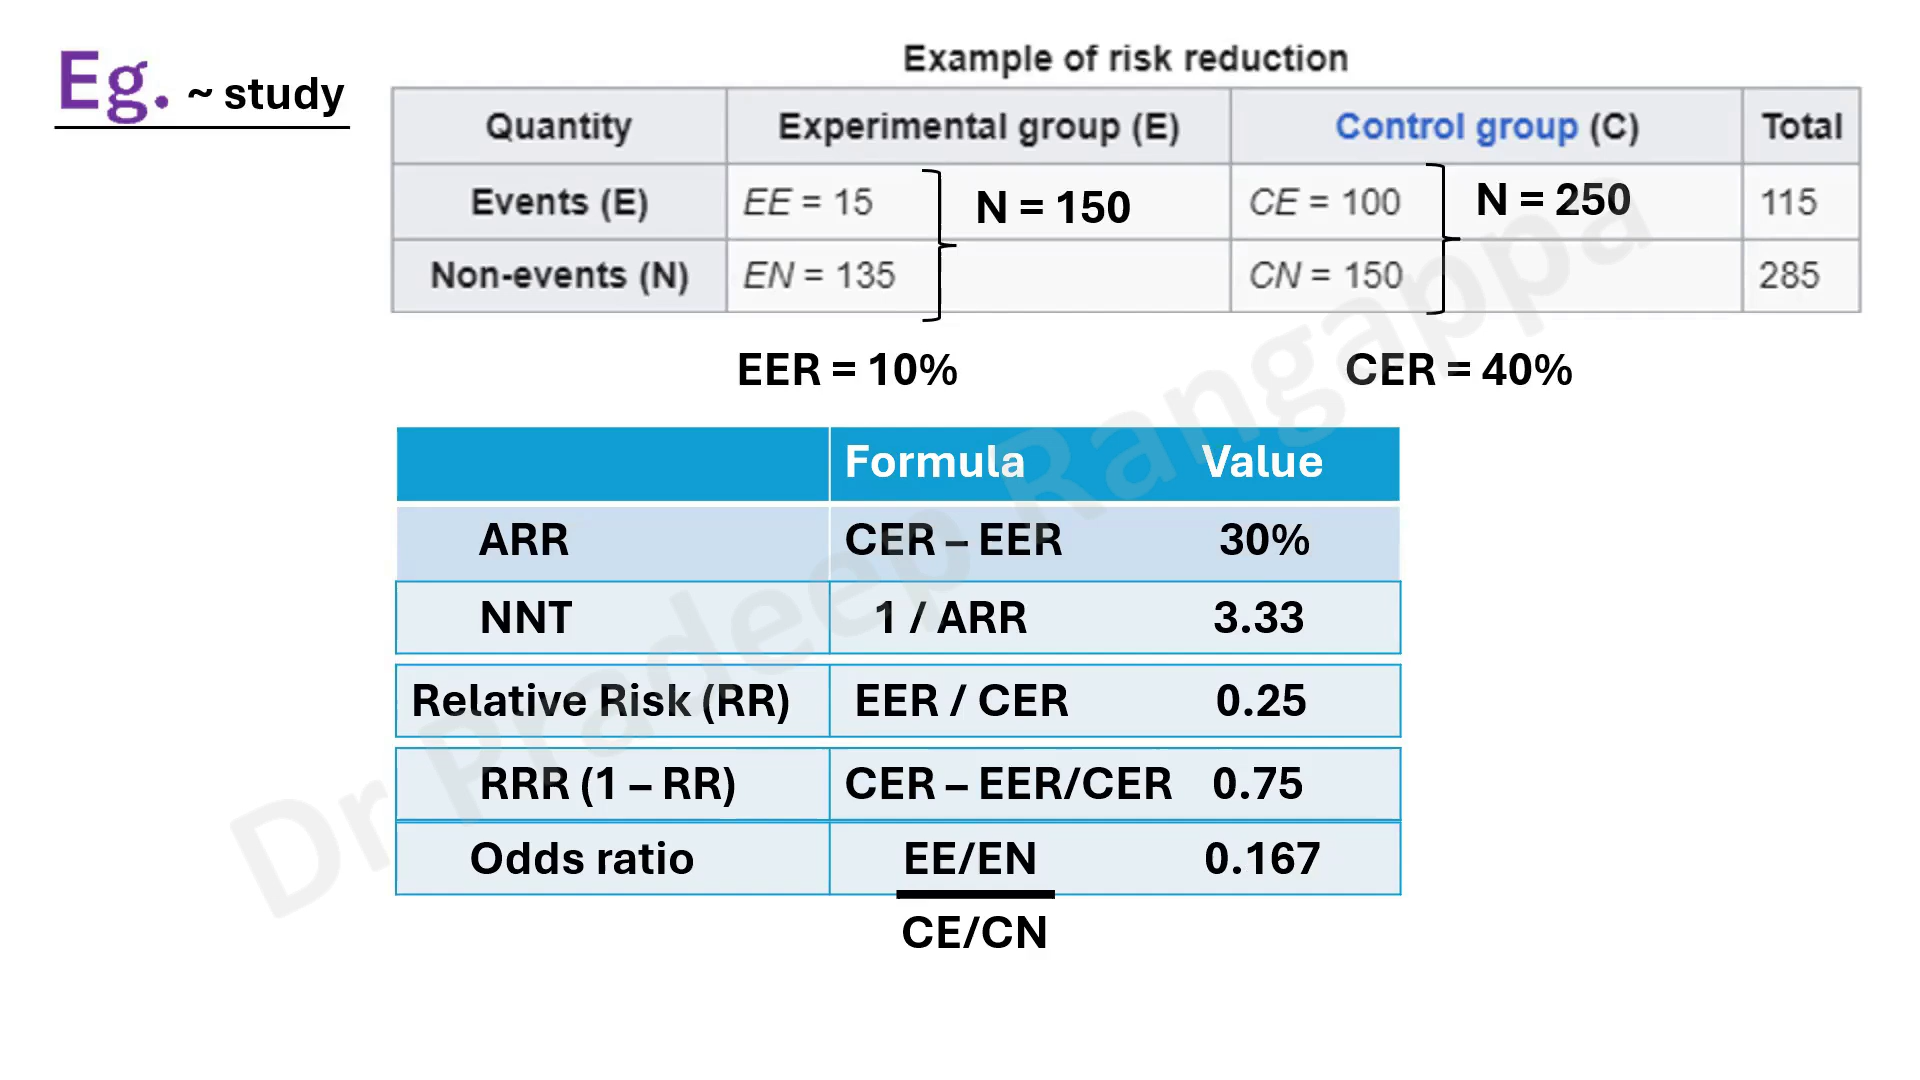 Eg. ~ study
Example of risk reduction
Quantity Experimental group (E) Control group (C) Total
Events (E) EE = 15 N = 150 CE = 100 N = 250 115
Non-events (N) EN = 135 CN = 150 285
EER = 10% CER = 40%
Formula Value
ARR CER – EER 30%
NNT 1 / ARR 3.33
Relative Risk (RR) EER / CER 0.25
RRR (1 – RR) CER – EER/CER 0.75
Odds ratio EE/EN 0.167
CE/CN
Dr Pradeep Rangappa